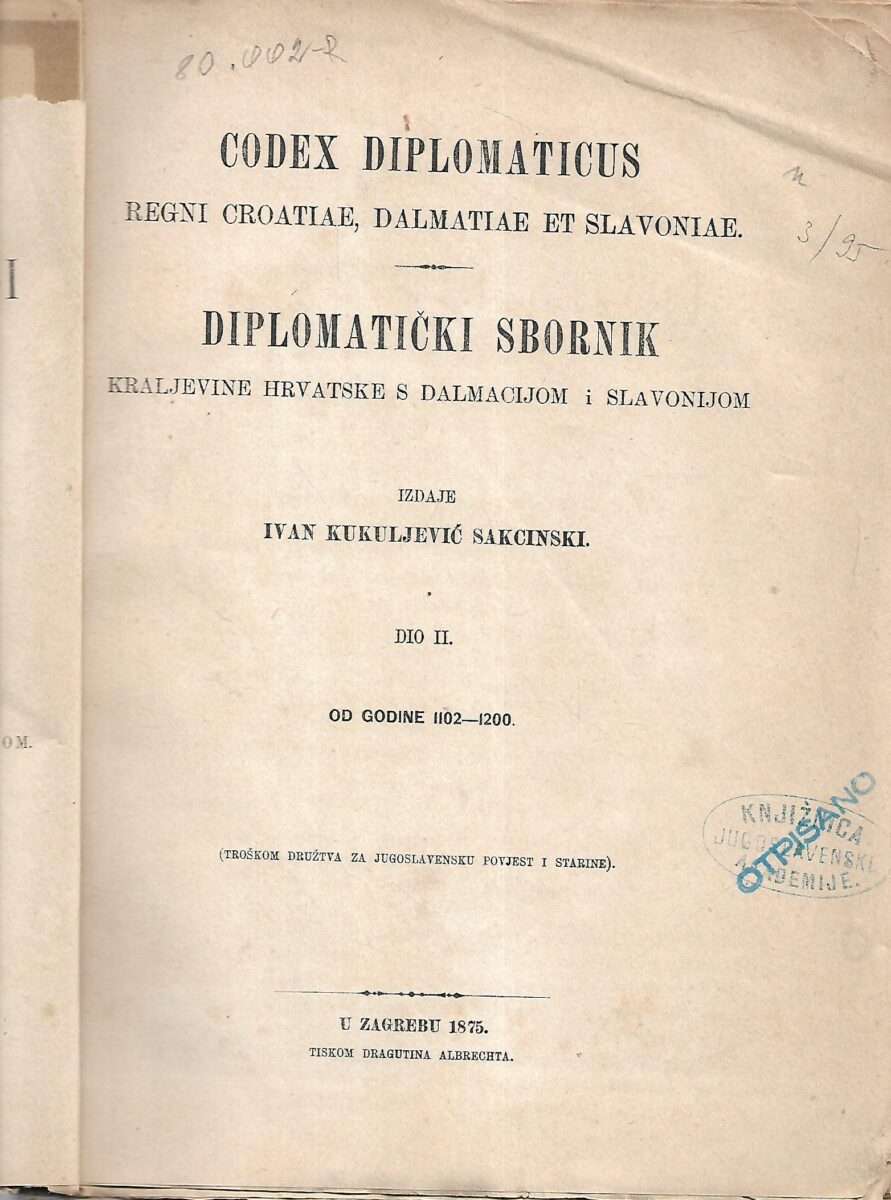 80.002-R
CODEX DIPLOMATICUS
REGNI CROATIAE, DALMATIAE ET SLAVONIAE.
n
3/95
I
DIPLOMATIČKI SBORNIK
KRALJEVINE HRVATSKE S DALMACIJOM i SLAVONIJOM
IZDAJE
IVAN KUKULJEVIĆ SAKCINSKI.
DIO II.
OD GODINE 1102—1200.
OM.
KNJIŽNICA
JUGOSLAVENSKE
AKADEMIJE.
OTPISANO
(TROŠKOM DRUŽTVA ZA JUGOSLAVENSKU POVJEST I STARINE).
U ZAGREBU 1875.
TISKOM DRAGUTINA ALBRECHTA.